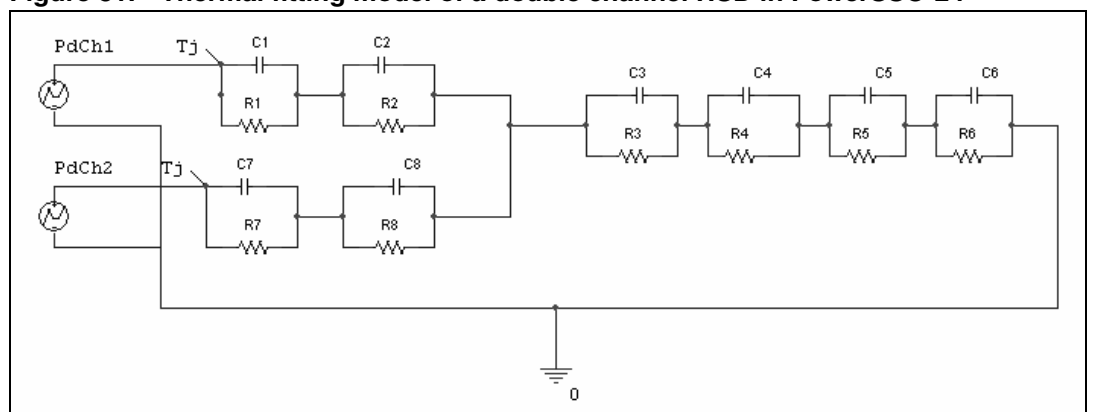 Figure 31. Thermal fitting model of a double channel HSD in PowerSSO-24
PdCh1 Tj C1 C2
R1 R2
C3 C4 C5 C6
R3 R4 R5 R6
PdCh2 Tj C7 C8
R7 R8
0